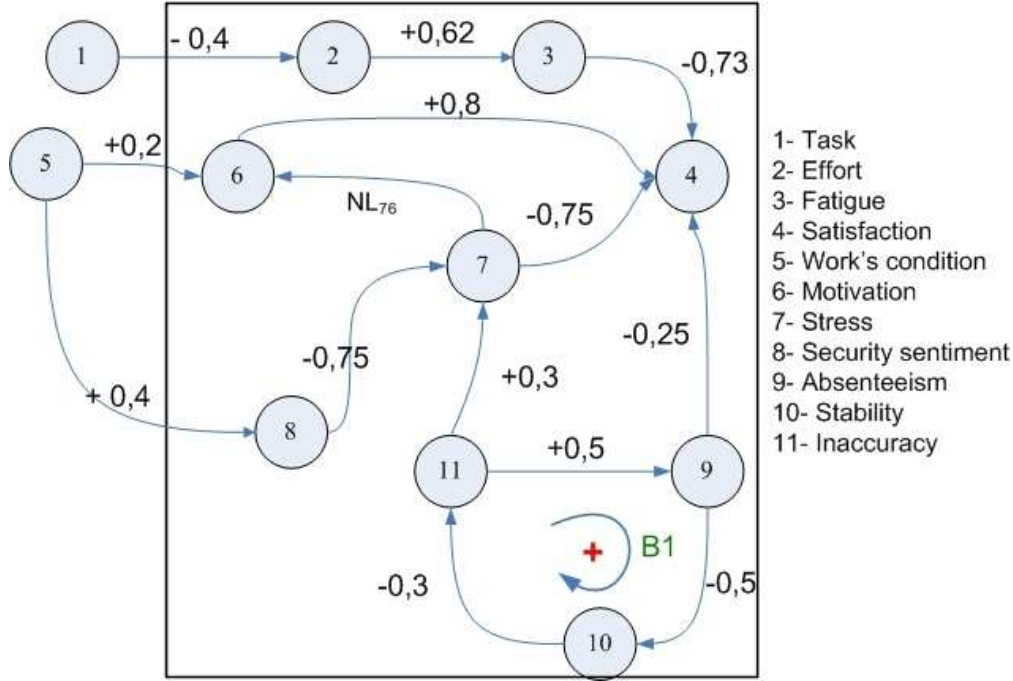 1
- 0,4
2
+0,62
3
-0,73
+0,8
5
+0,2
6
NL76
4
-0,75
7
-0,75
+0,3
-0,25
+ 0,4
8
11
+0,5
9
B1
-0,3
-0,5
10
1- Task
2- Effort
3- Fatigue
4- Satisfaction
5- Work's condition
6- Motivation
7- Stress
8- Security sentiment
9- Absenteeism
10- Stability
11- Inaccuracy
+